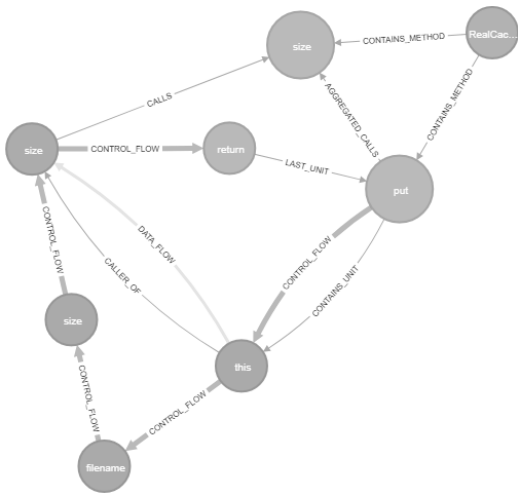 size
CONTAINS_METHOD
RealCac...
CALLS
AGGREGATED_CALLS
CONTAINS_METHOD
size
CONTROL_FLOW
return
LAST_UNIT
put
DATA_FLOW
CALLER_OF
CONTROL_FLOW
CONTAINS_UNIT
CONTROL_FLOW
size
this
CONTROL_FLOW
CONTROL_FLOW
filename